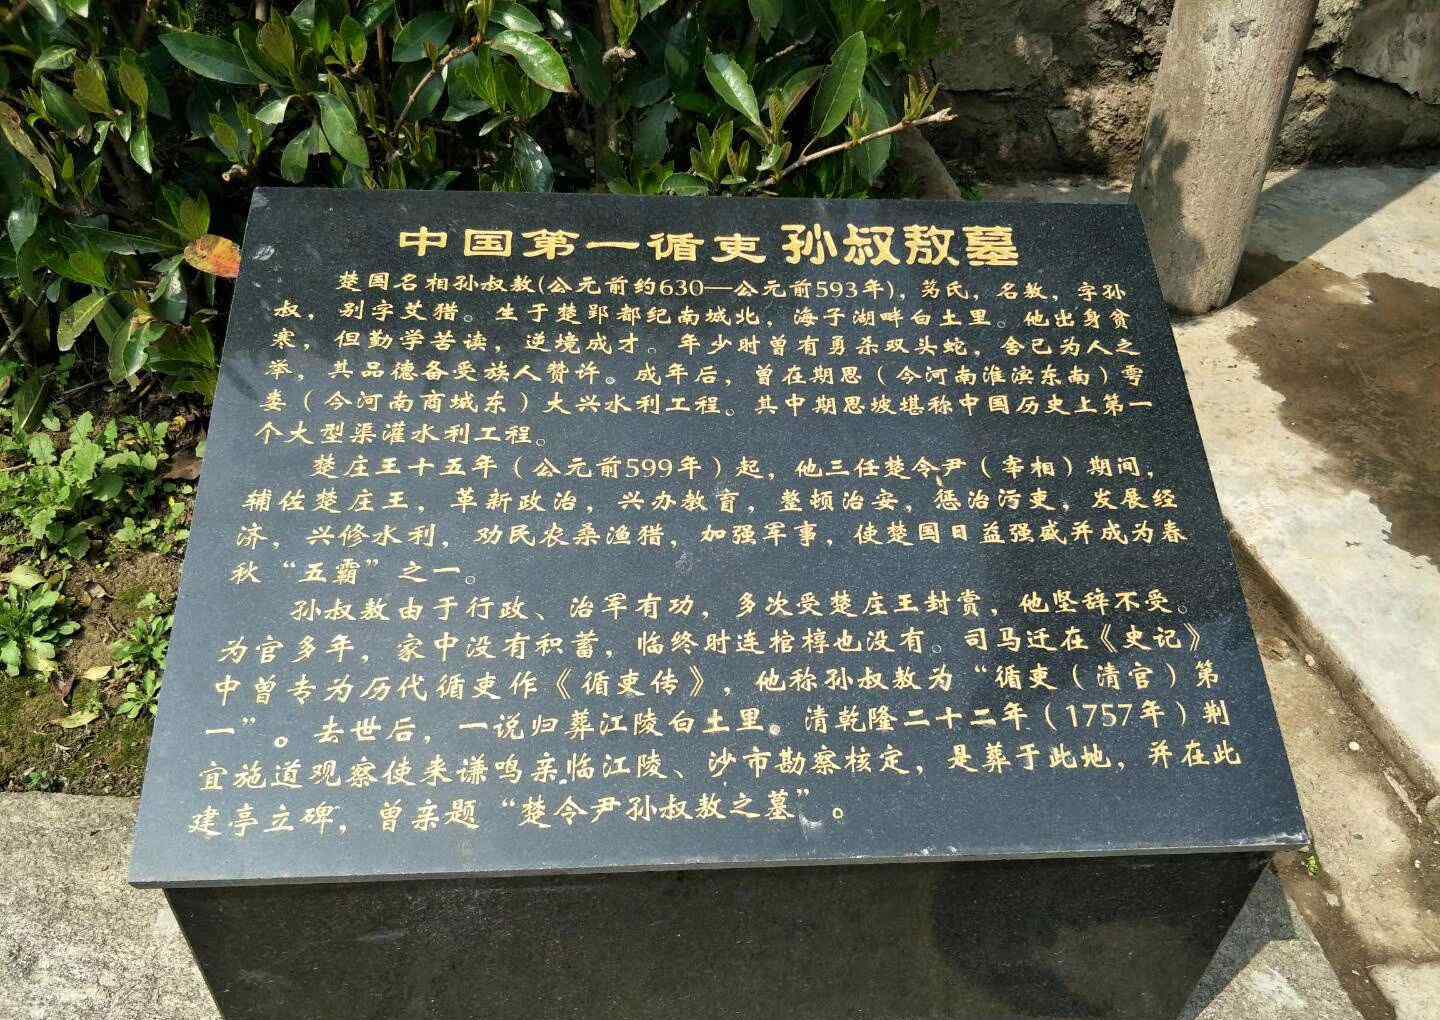 中国第一循吏 孙叔敖墓
楚国名相孙叔敖(公元前约630—公元前593年)，芶氏，名敖，字孙
叔，别字艾猎。生于楚郢都纪南城北，海子湖畔白土里。他出身贫
寒，但勤学苦读，逆境成才。年少时曾有勇杀双头蛇，舍己为人之
举，其品德备受族人赞许。成年后，曾在期思（今河南淮滨东南）雩
娄（今河南商城东）大兴水利工程。其中期思坡堪称中国历史上第一
个大型渠灌水利工程。
楚庄王十五年（公元前599年）起，他三任楚令尹（宰相）期间，
辅佐楚庄王，革新政治，兴办教育，整顿治安，惩治污吏，发展经
济，兴修水利，劝民农桑渔猎，加强军事，使楚国日益强盛并成为春
秋“五霸”之一。
孙叔敖由于行政、治军有功，多次受楚庄王封赏，他坚辞不受。
为官多年，家中没有积蓄，临终时连棺椁也没有。司马迁在《史记》
中曾专为历代循吏作《循吏传》，他称孙叔敖为“循吏（清官）第
一”。去世后，一说归葬江陵白土里。清乾隆二十二年（1757年）荆
宜施道观察使来谦鸣亲临江陵、沙市勘察核定，是葬于此地，并在此
建亭立碑，曾亲题“楚令尹孙叔敖之墓”。